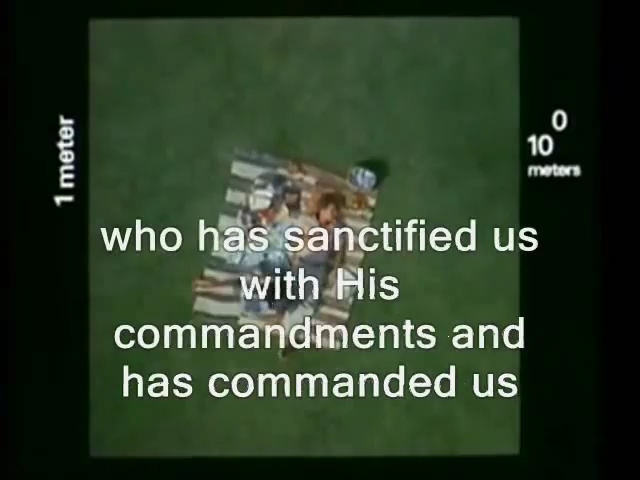 1 meter
0
10
meters
who has sanctified us
with His
commandments and
has commanded us